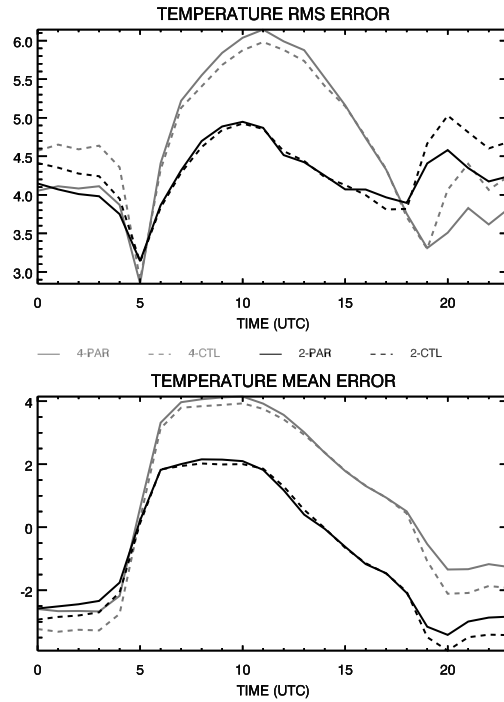 TEMPERATURE RMS ERROR
6.0
5.5
5.0
4.5
4.0
3.5
3.0
0 5 10 15 20
TIME (UTC)
4-PAR 4-CTL 2-PAR 2-CTL
TEMPERATURE MEAN ERROR
4
2
0
-2
0 5 10 15 20
TIME (UTC)